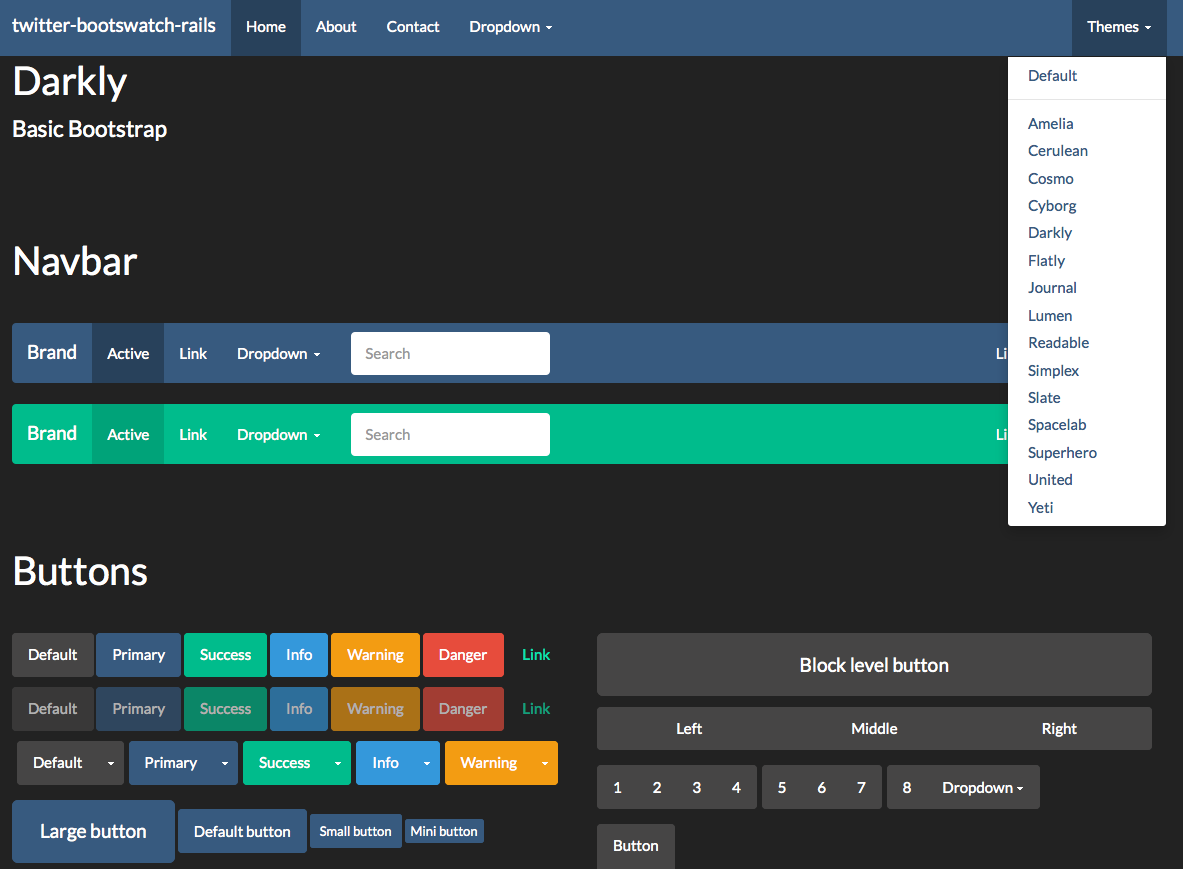 twitter-bootswatch-rails Home About Contact Dropdown Themes
Darkly
Basic Bootstrap
Default
Amelia
Cerulean
Cosmo
Cyborg
Darkly
Flatly
Journal
Lumen
Readable
Simplex
Slate
Spacelab
Superhero
United
Yeti
Navbar
Brand Active Link Dropdown Search
Brand Active Link Dropdown Search
Buttons
Default Primary Success Info Warning Danger Link
Default Primary Success Info Warning Danger Link
Default Primary Success Info Warning
Large button Default button Small button Mini button
Block level button
Left Middle Right
1 2 3 4 5 6 7 8 Dropdown
Button